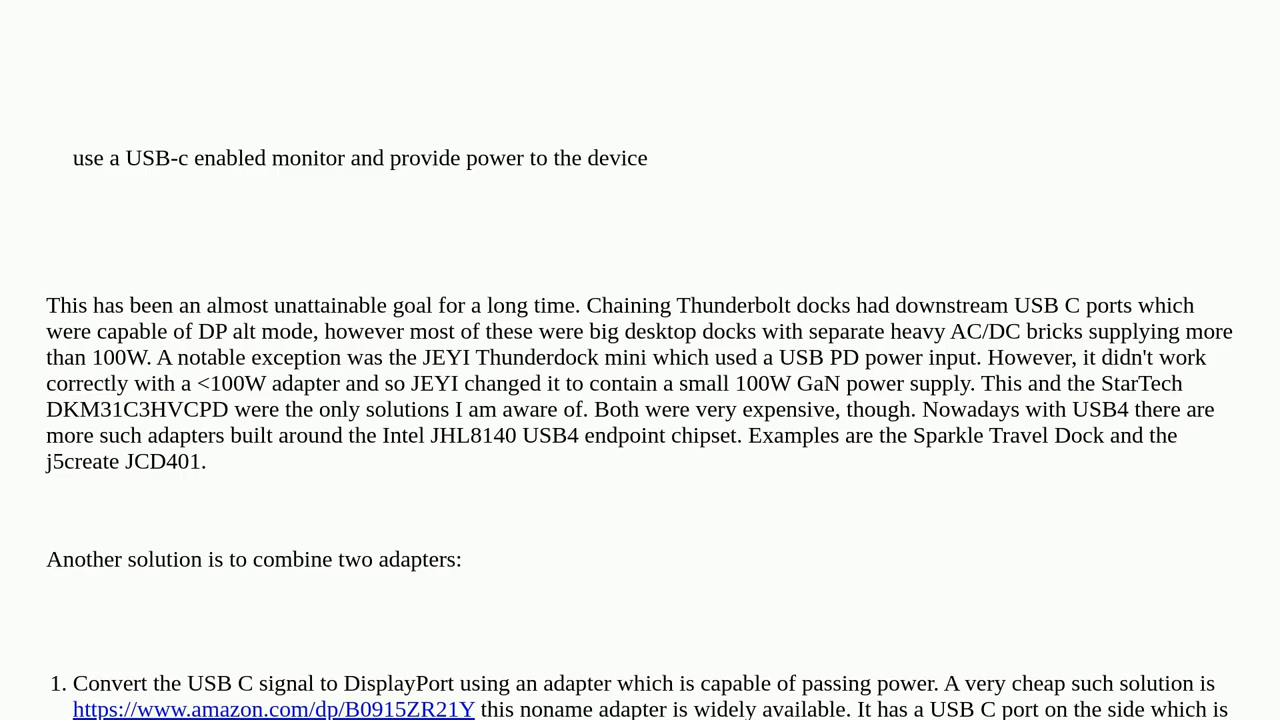 use a USB-c enabled monitor and provide power to the device
This has been an almost unattainable goal for a long time. Chaining Thunderbolt docks had downstream USB C ports which
were capable of DP alt mode, however most of these were big desktop docks with separate heavy AC/DC bricks supplying more
than 100W. A notable exception was the JEYI Thunderdock mini which used a USB PD power input. However, it didn't work
correctly with a <100W adapter and so JEYI changed it to contain a small 100W GaN power supply. This and the StarTech
DKM31C3HVCPD were the only solutions I am aware of. Both were very expensive, though. Nowadays with USB4 there are
more such adapters built around the Intel JHL8140 USB4 endpoint chipset. Examples are the Sparkle Travel Dock and the
j5create JCD401.
Another solution is to combine two adapters:
1. Convert the USB C signal to DisplayPort using an adapter which is capable of passing power. A very cheap such solution is
https://www.amazon.com/dp/B0915ZR21Y this noname adapter is widely available. It has a USB C port on the side which is